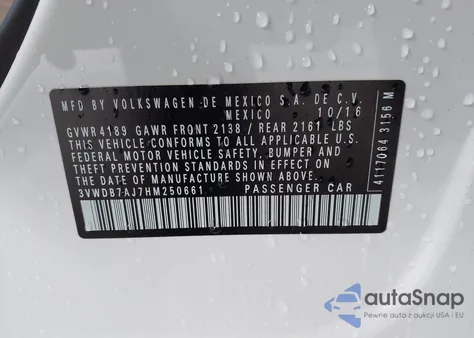 MFD BY VOLKSWAGEN DE MEXICO S.A. DE C.V.
MEXICO 10/16
GVWR 4189 GAWR FRONT 2138 / REAR 2161 LBS
THIS VEHICLE CONFORMS TO ALL APPLICABLE U.S.
FEDERAL MOTOR VEHICLE SAFETY, BUMPER AND
THEFT PREVENTION STANDARDS IN EFFECT ON
THE DATE OF MANUFACTURE SHOWN ABOVE.
3VWDB7AJ7HM250661 PASSENGER CAR
41117064 3156 M
autoSnap
Pewne auta z aukcji USA i EU